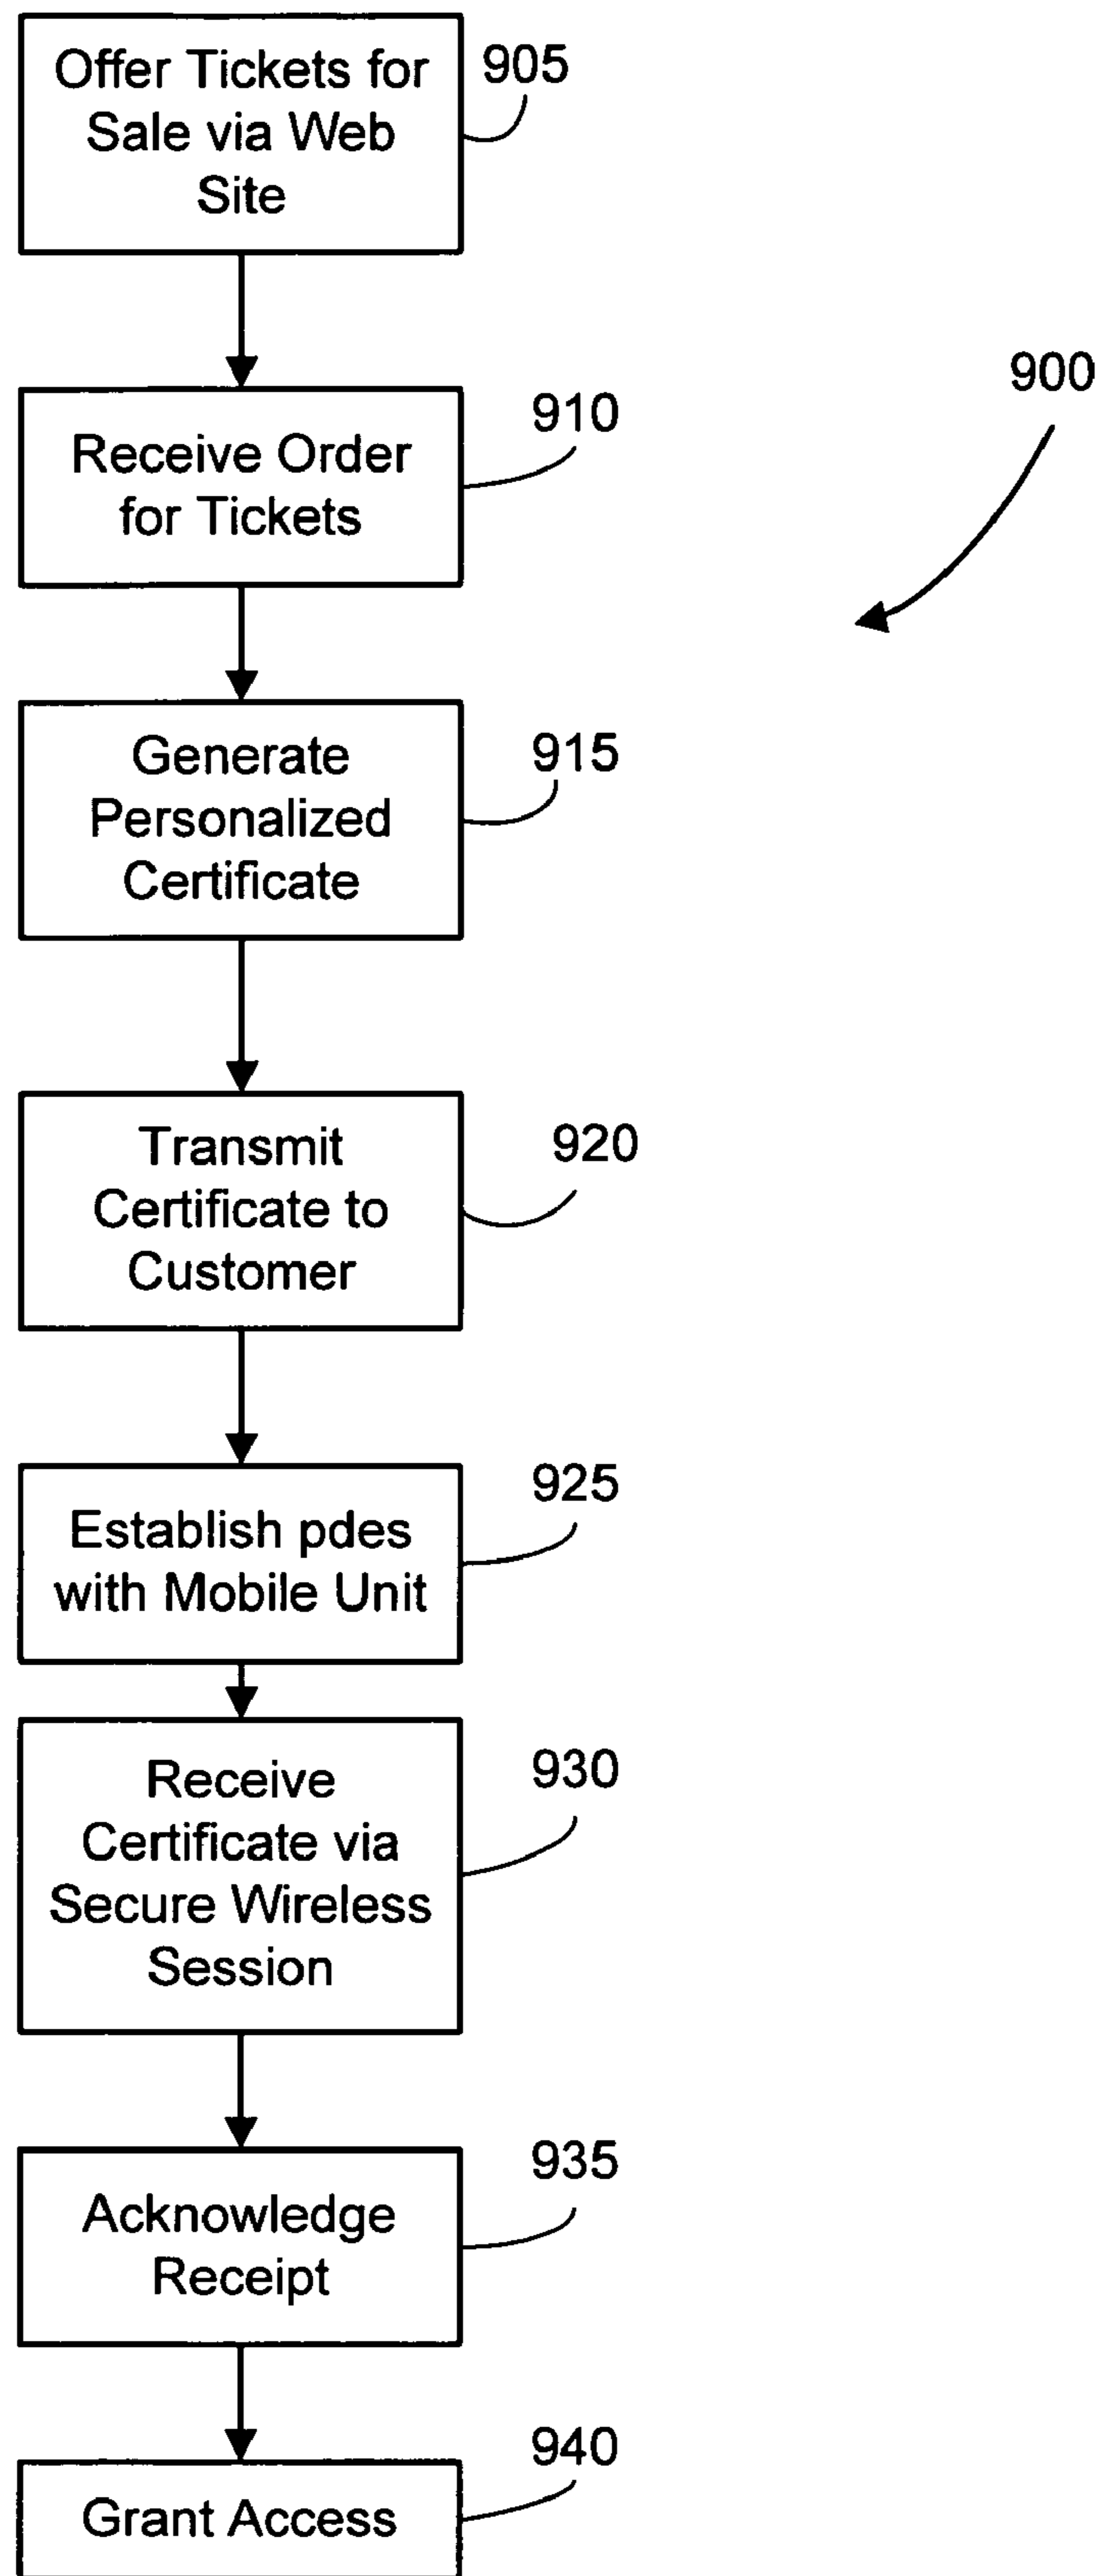 Offer Tickets for
Sale via Web
Site
905
900
Receive Order
for Tickets
910
Generate
Personalized
Certificate
915
Transmit
Certificate to
Customer
920
Establish pdes
with Mobile Unit
925
Receive
Certificate via
Secure Wireless
Session
930
Acknowledge
Receipt
935
Grant Access
940